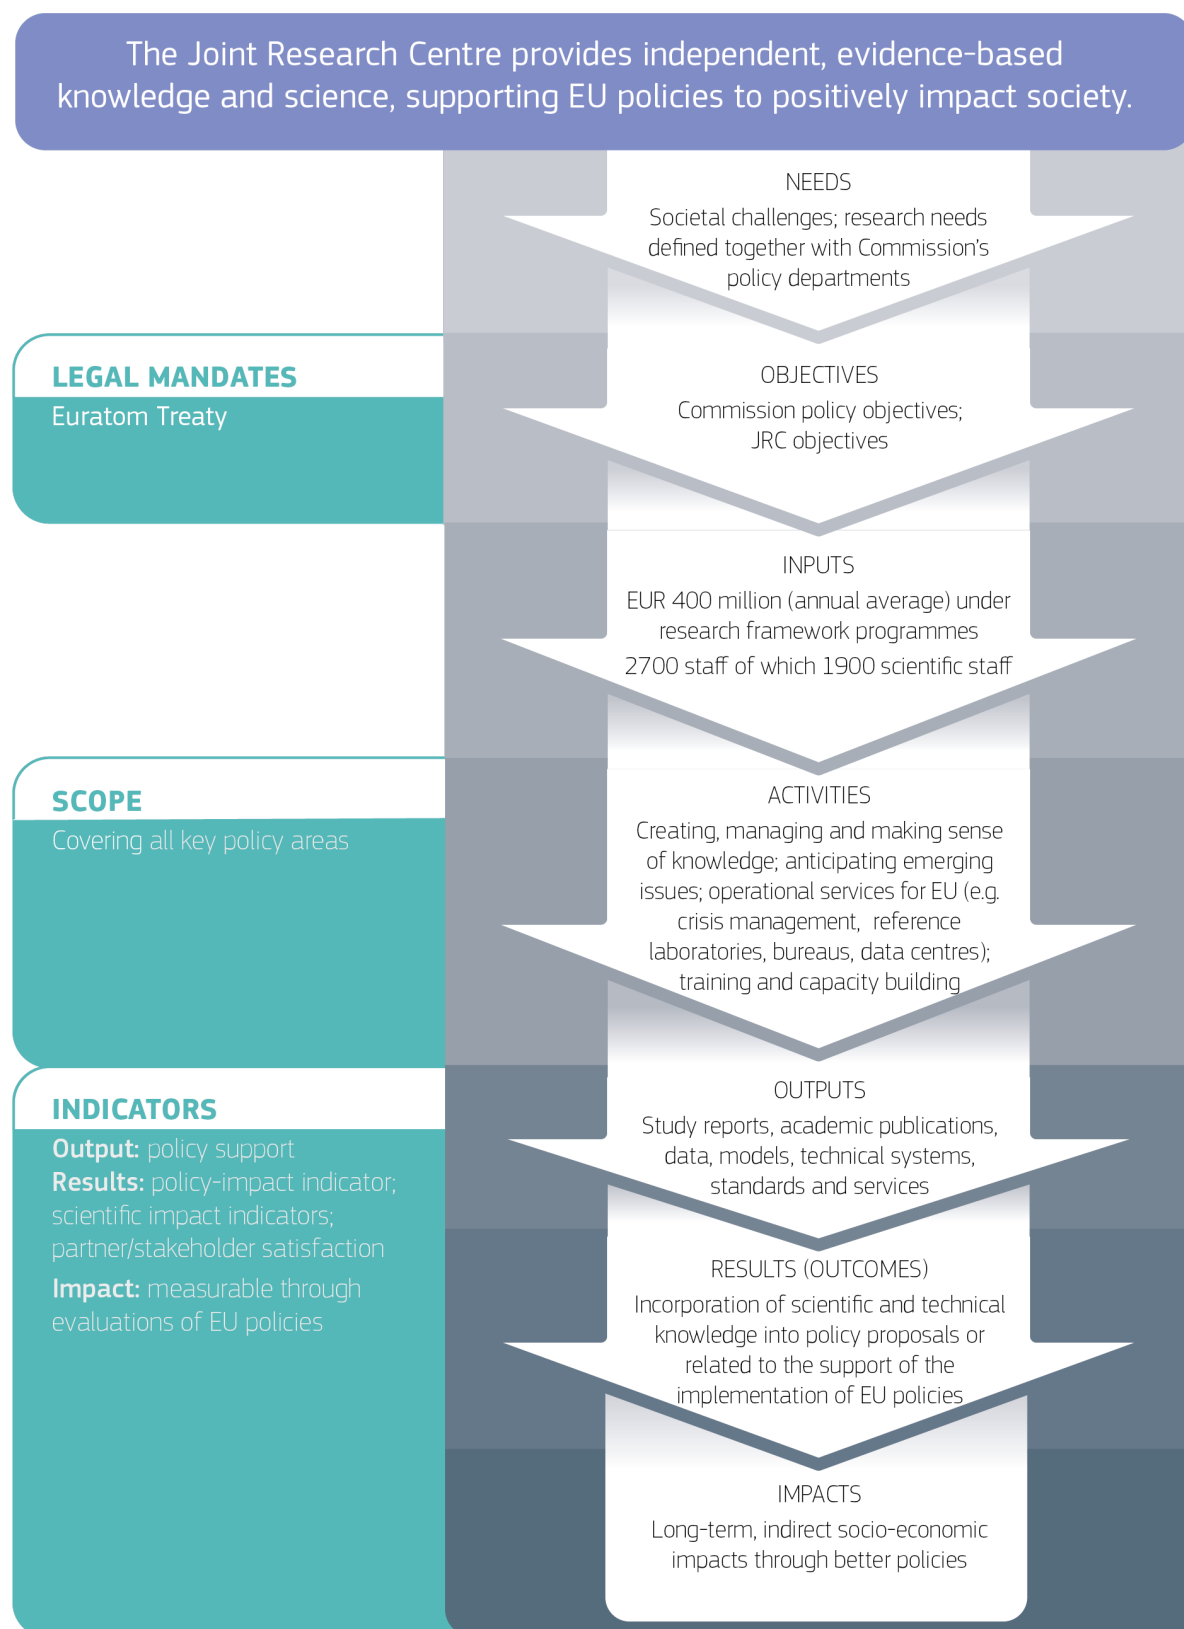 The Joint Research Centre provides independent, evidence-based
knowledge and science, supporting EU policies to positively impact society.
NEEDS
Societal challenges; research needs
defined together with Commission's
policy departments
LEGAL MANDATES
Euratom Treaty
OBJECTIVES
Commission policy objectives;
JRC objectives
INPUTS
EUR 400 million (annual average) under
research framework programmes
2700 staff of which 1900 scientific staff
SCOPE
Covering all key policy areas
ACTIVITIES
Creating, managing and making sense
of knowledge; anticipating emerging
issues; operational services for EU (e.g.
crisis management, reference
laboratories, bureaus, data centres);
training and capacity building
INDICATORS
Output: policy support
Results: policy-impact indicator;
scientific impact indicators;
partner/stakeholder satisfaction
Impact: measurable through
evaluations of EU policies
OUTPUTS
Study reports, academic publications,
data, models, technical systems,
standards and services
RESULTS (OUTCOMES)
Incorporation of scientific and technical
knowledge into policy proposals or
related to the support of the
implementation of EU policies
IMPACTS
Long-term, indirect socio-economic
impacts through better policies